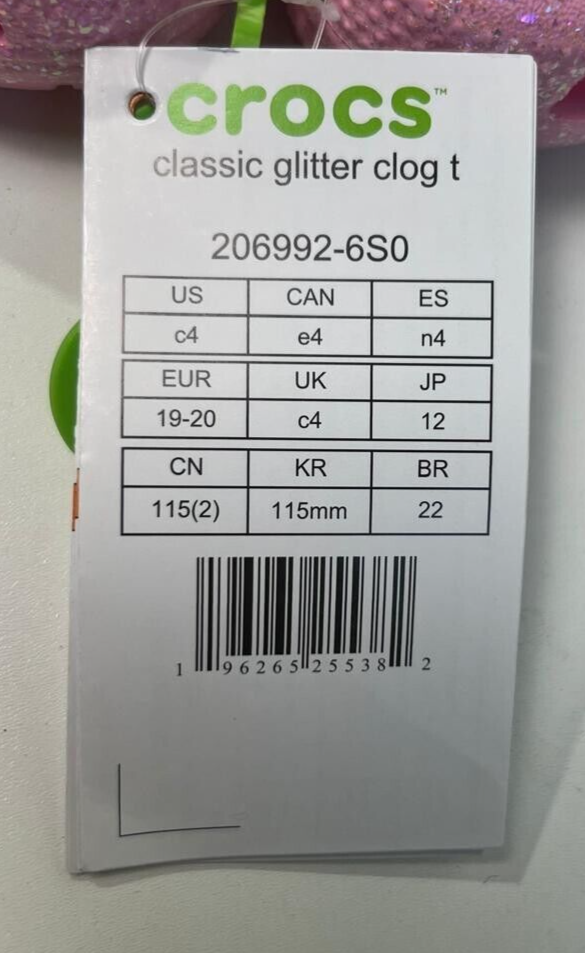 crocs™
classic glitter clog t
206992-6S0
US CAN ES
c4 e4 n4
EUR UK JP
19-20 c4 12
CN KR BR
115(2) 115mm 22
1 96265 25538 2